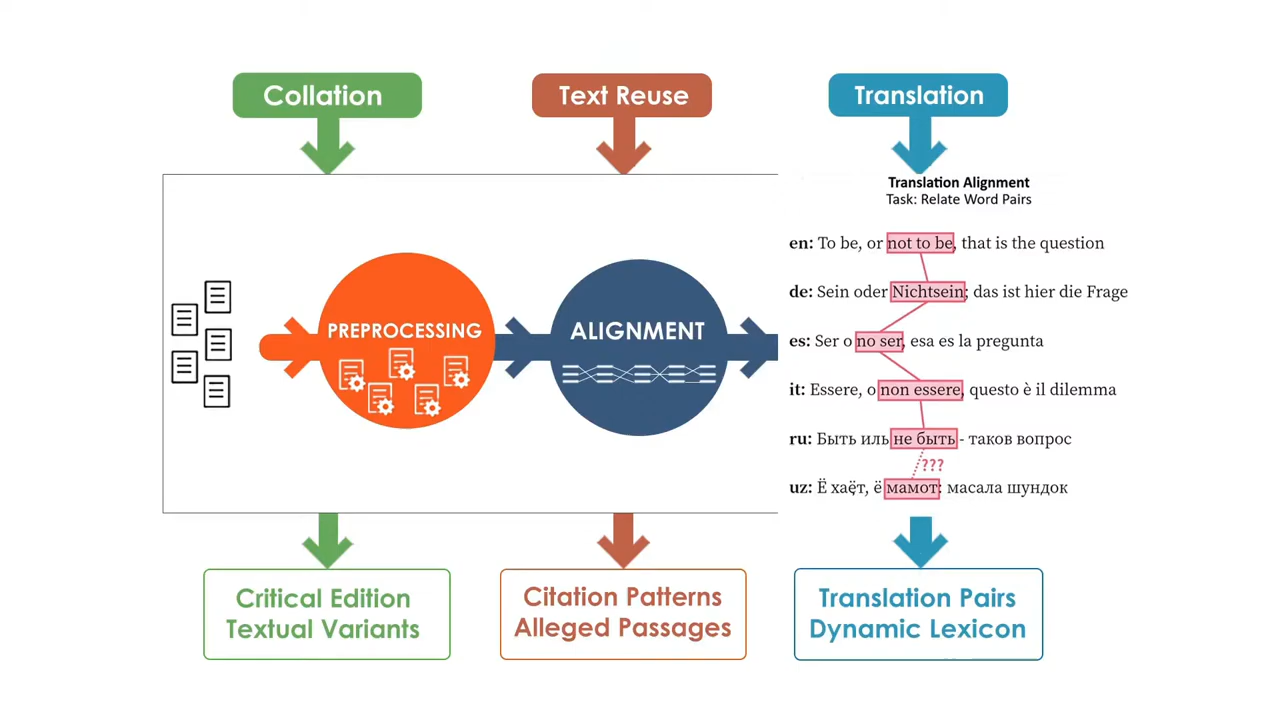 Collation
Text Reuse
Translation
Translation Alignment
Task: Relate Word Pairs
en: To be, or not to be, that is the question
de: Sein oder Nichtsein; das ist hier die Frage
es: Ser o no ser, esa es la pregunta
it: Essere, o non essere, questo è il dilemma
ru: Быть иль не быть - таков вопрос
???
uz: Ё хаёт, ё мамот: масала шундок
PREPROCESSING
ALIGNMENT
Critical Edition
Textual Variants
Citation Patterns
Alleged Passages
Translation Pairs
Dynamic Lexicon